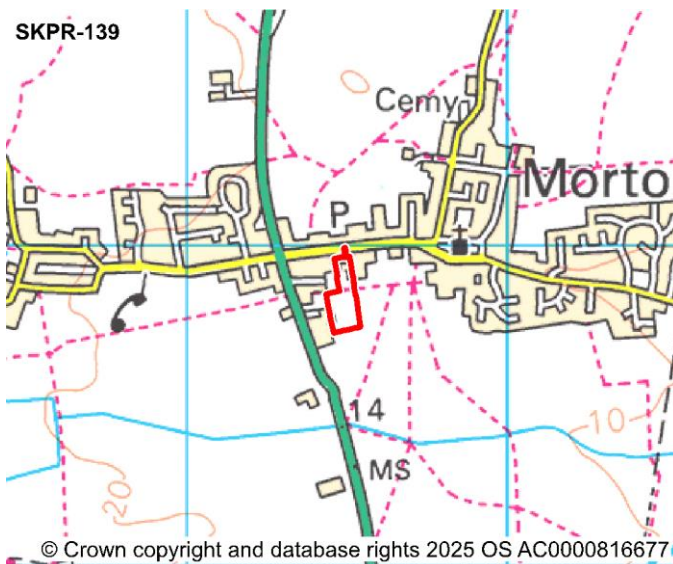 SKPR-139
Cemy
Morto
P
14
MS
10
20
© Crown copyright and database rights 2025 OS AC0000816677